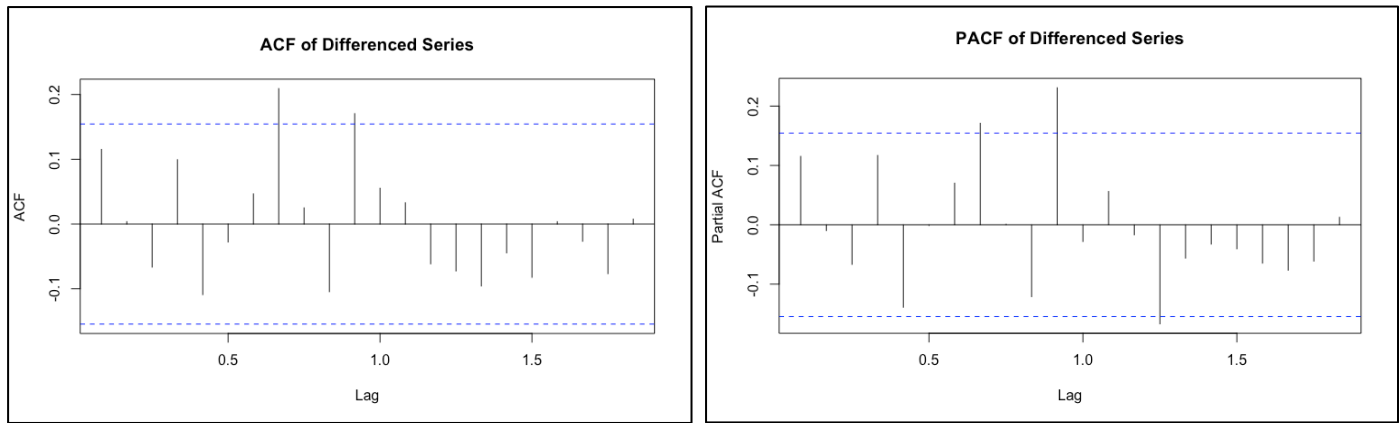 ACF of Differenced Series
ACF
0.2
0.1
0.0
-0.1
0.5
1.0
1.5
Lag
PACF of Differenced Series
Partial ACF
0.2
0.1
0.0
-0.1
0.5
1.0
1.5
Lag